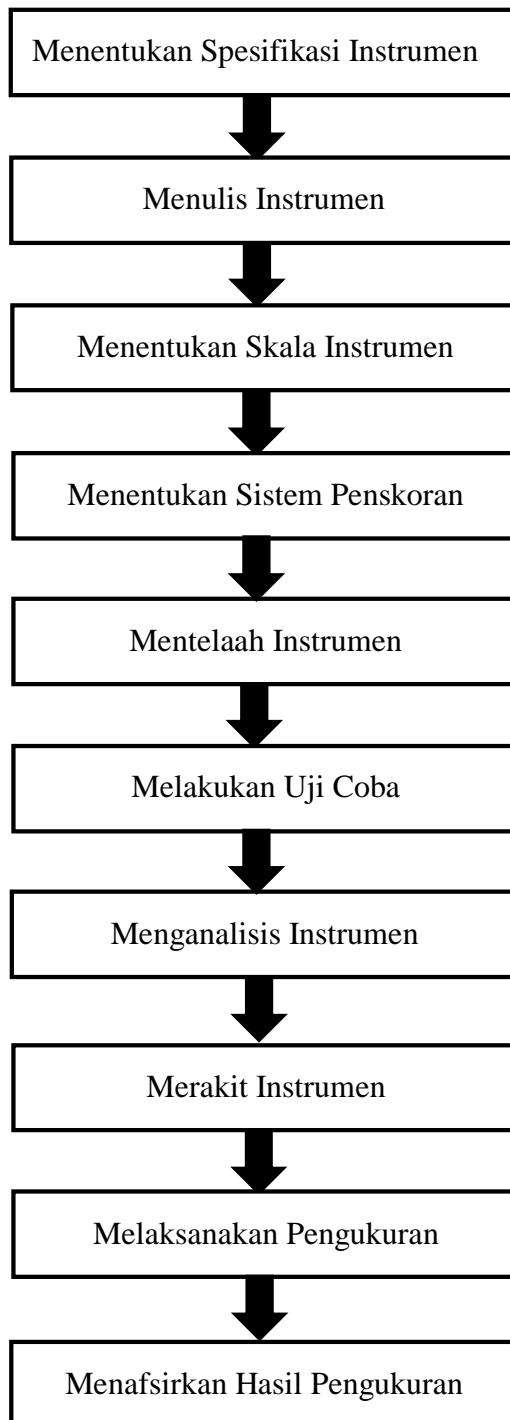 Menentukan Spesifikasi Instrumen
Menulis Instrumen
Menentukan Skala Instrumen
Menentukan Sistem Penskoran
Mentelaah Instrumen
Melakukan Uji Coba
Menganalisis Instrumen
Merakit Instrumen
Melaksanakan Pengukuran
Menafsirkan Hasil Pengukuran